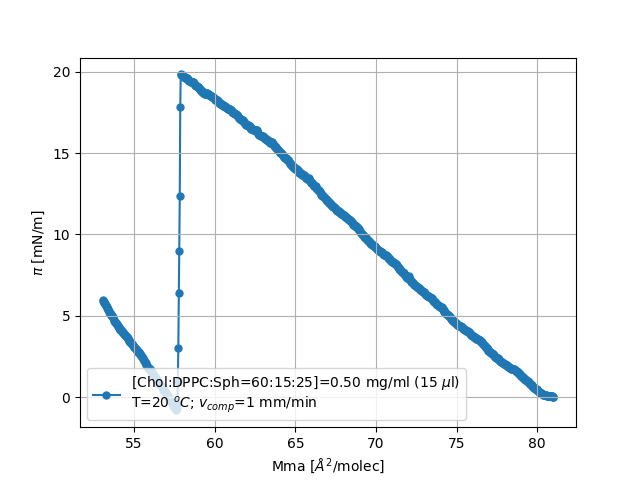 20
15
10
5
0
π [mN/m]
[Chol:DPPC:Sph=60:15:25]=0.50 mg/ml (15 μl)
T=20 °C; v_comp=1 mm/min
55 60 65 70 75 80
Mma [Å²/molec]